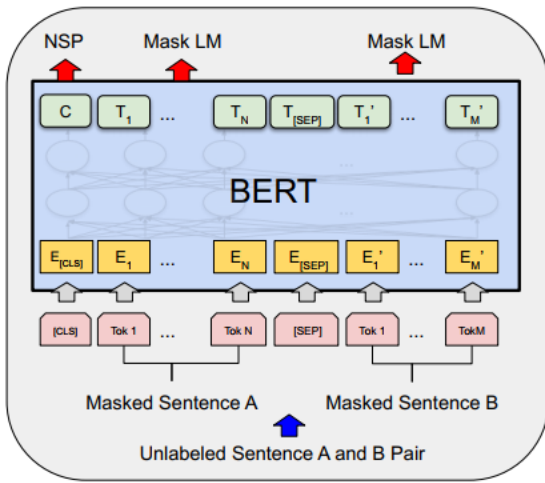 NSP Mask LM Mask LM
C T1 ... TN T[SEP] T1' ... TM'
...
BERT
...
E[CLS] E1 ... EN E[SEP] E1' ... EM'
[CLS] Tok 1 ... Tok N [SEP] Tok 1 ... TokM
Masked Sentence A Masked Sentence B
Unlabeled Sentence A and B Pair